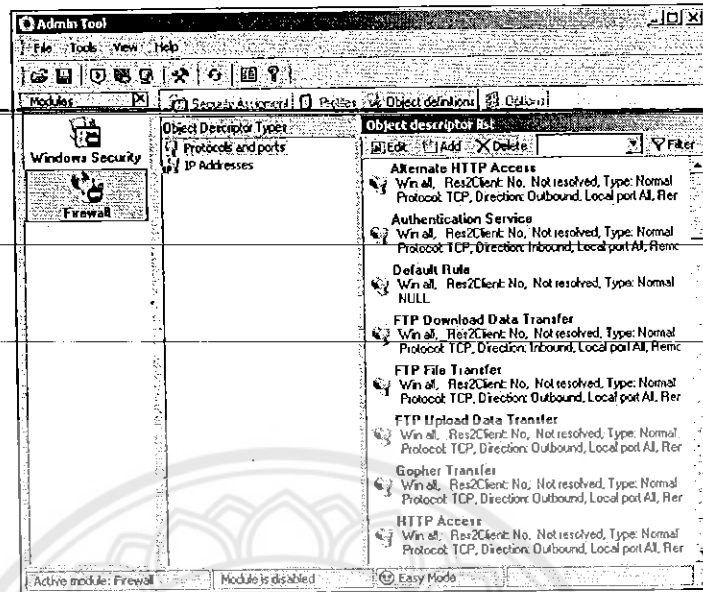 Admin Tool
File Tools View Help
Modules
Security Assigment Profiles Object definitions Options
Windows Security
Firewall
Object Descriptor Types
Protocols and ports
IP Addresses
Object descriptor list
Edit Add Delete Filter
Alternate HTTP Access
Win all, Res2Client: No, Not resolved, Type: Normal
Protocol: TCP, Direction: Outbound, Local port All, Rer
Authentication Service
Win all, Res2Client: No, Not resolved, Type: Normal
Protocol: TCP, Direction: Inbound, Local port All, Remo
Default Rule
Win all, Res2Client: No, Not resolved, Type: Normal
NULL
FTP Download Data Transfer
Win all, Res2Client: No, Not resolved, Type: Normal
Protocol: TCP, Direction: Inbound, Local port All, Remo
FTP File Transfer
Win all, Res2Client: No, Not resolved, Type: Normal
Protocol: TCP, Direction: Outbound, Local port All, Rer
FTP Upload Data Transfer
Win all, Res2Client: No, Not resolved, Type: Normal
Protocol: TCP, Direction: Outbound, Local port All, Rer
Gopher Transfer
Win all, Res2Client: No, Not resolved, Type: Normal
Protocol: TCP, Direction: Outbound, Local port All, Rer
HTTP Access
Win all, Res2Client: No, Not resolved, Type: Normal
Protocol: TCP, Direction: Outbound, Local port All, Rer
Active module: Firewall Module is disabled Easy Mode